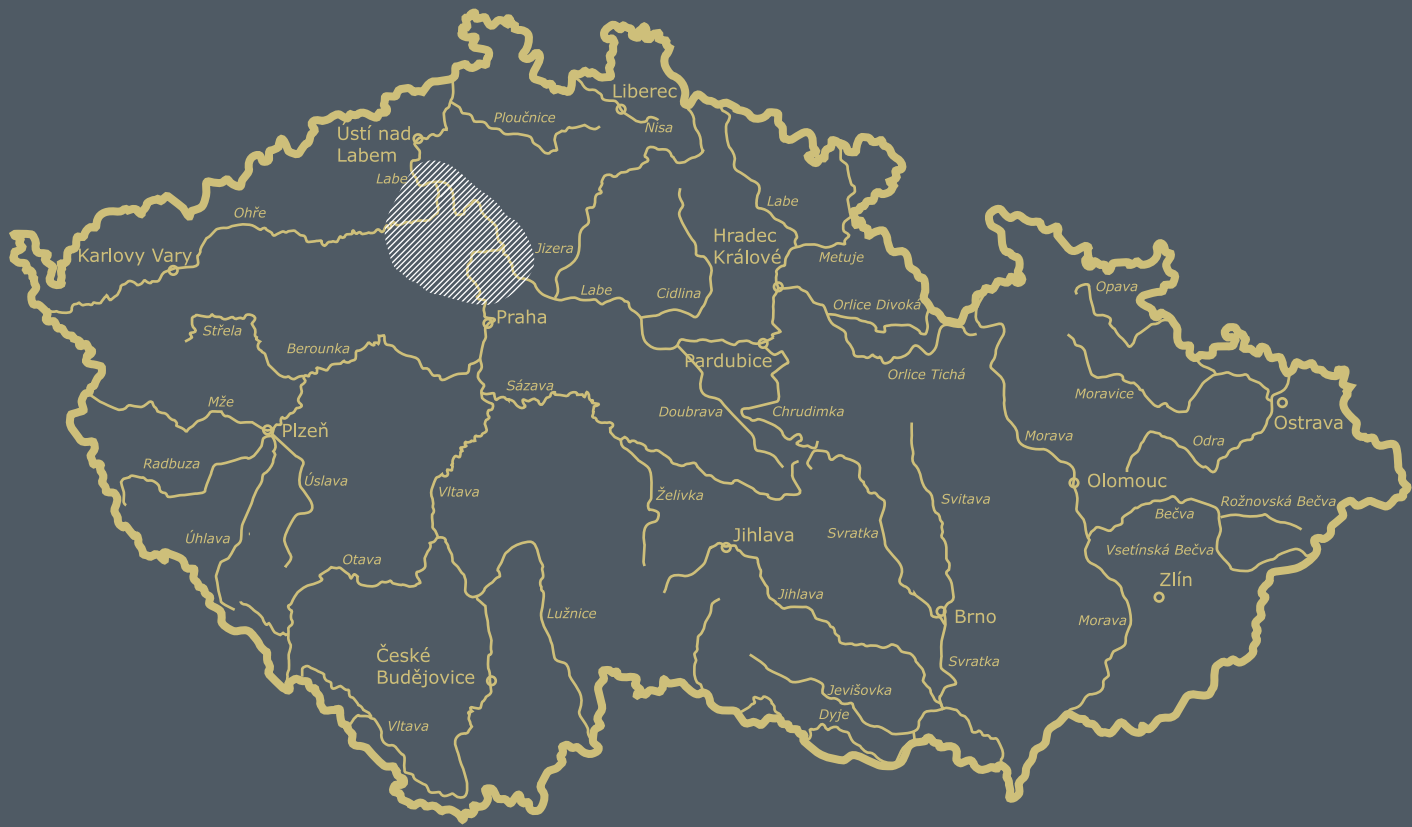 Liberec
Ploučnice
Nisa
Ústí nad
Labem
Labe
Ohře
Labe
Karlovy Vary
Jizera
Hradec
Králové
Metuje
Labe
Cidlina
Orlice Divoká
Opava
Střela
Praha
Berounka
Pardubice
Orlice Tichá
Sázava
Mže
Doubrava
Chrudimka
Moravice
Plzeň
Ostrava
Radbuza
Morava
Odra
Úslava
Vltava
Želivka
Svitava
Olomouc
Rožnovská Bečva
Bečva
Úhlava
Jihlava
Svratka
Vsetínská Bečva
Otava
Zlín
Jihlava
Lužnice
Brno
Morava
České
Budějovice
Svratka
Jevišovka
Dyje
Vltava